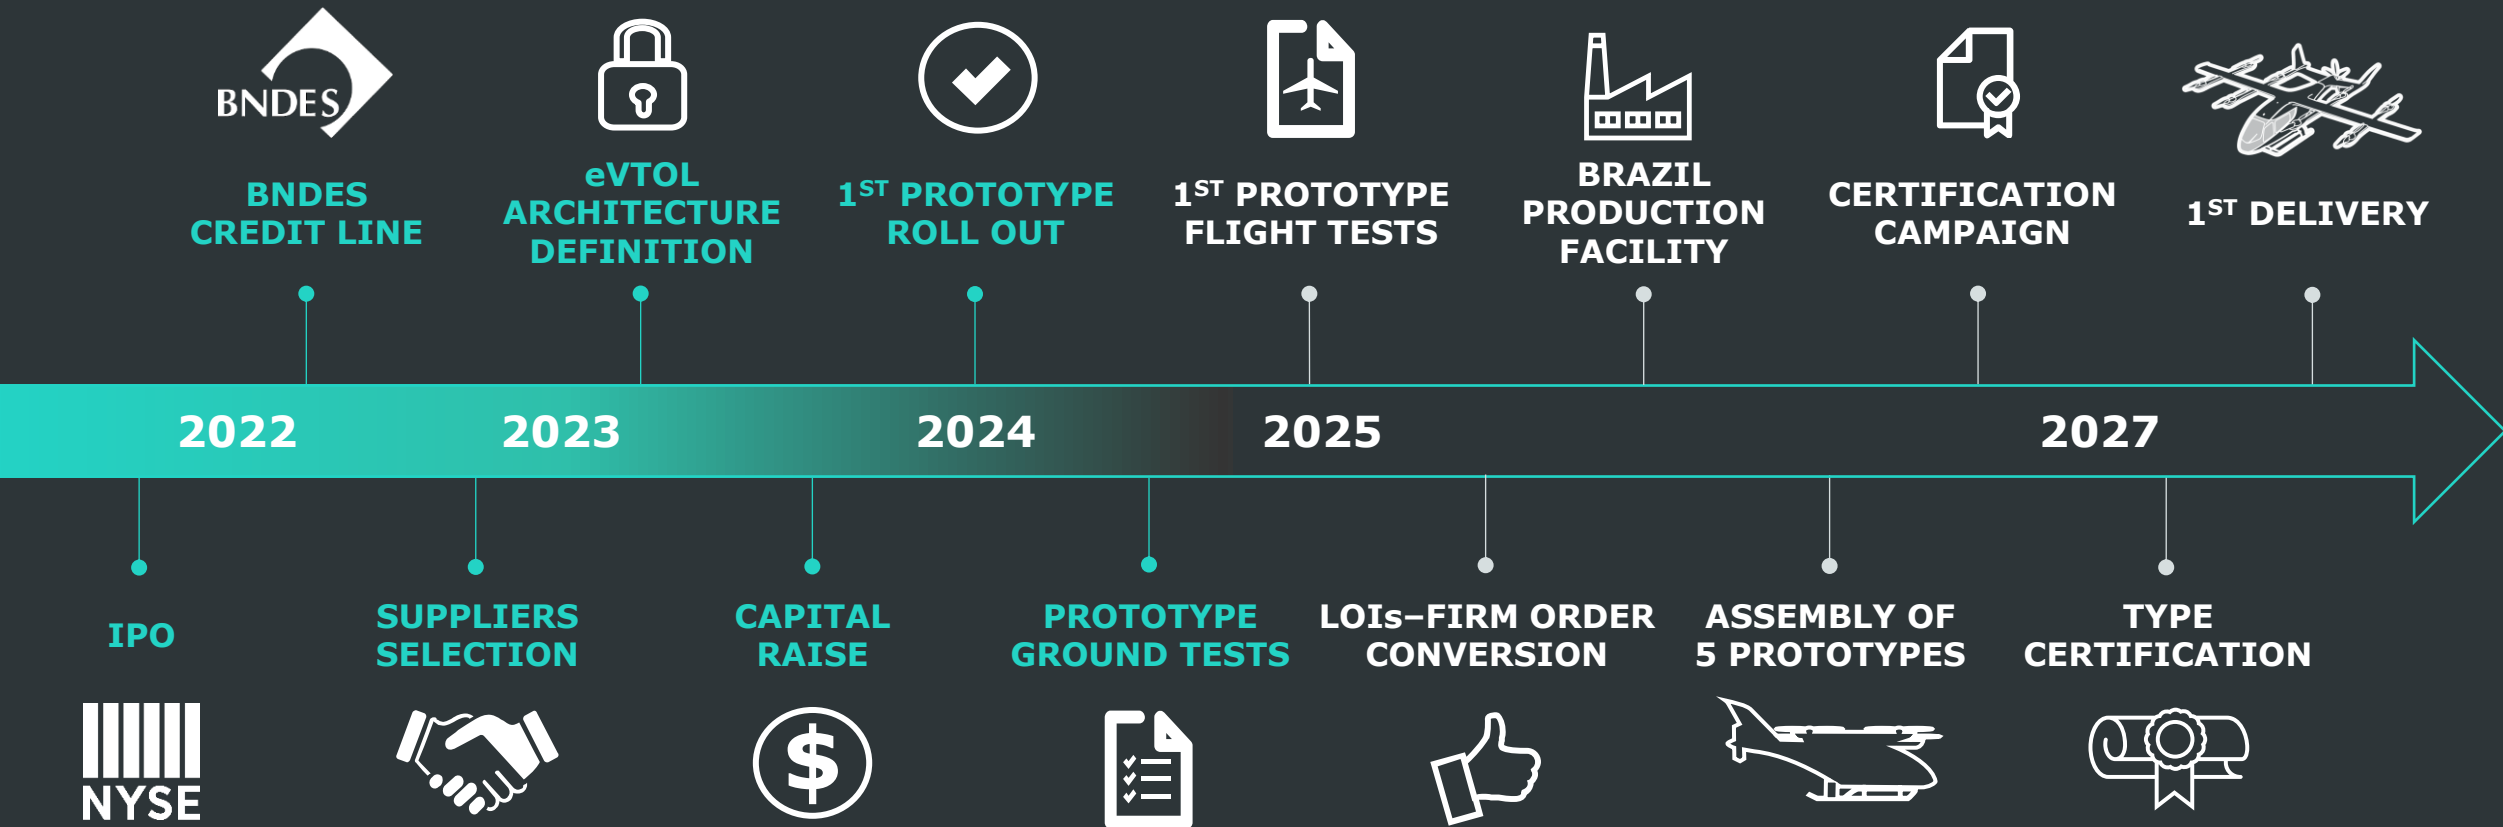 BNDES
BNDES
CREDIT LINE
eVTOL
ARCHITECTURE
DEFINITION
1ST PROTOTYPE
ROLL OUT
1ST PROTOTYPE
FLIGHT TESTS
BRAZIL
PRODUCTION
FACILITY
CERTIFICATION
CAMPAIGN
1ST DELIVERY
2022 2023 2024 2025 2027
IPO
NYSE
SUPPLIERS
SELECTION
CAPITAL
RAISE
$
PROTOTYPE
GROUND TESTS
LOIs–FIRM ORDER
CONVERSION
ASSEMBLY OF
5 PROTOTYPES
TYPE
CERTIFICATION